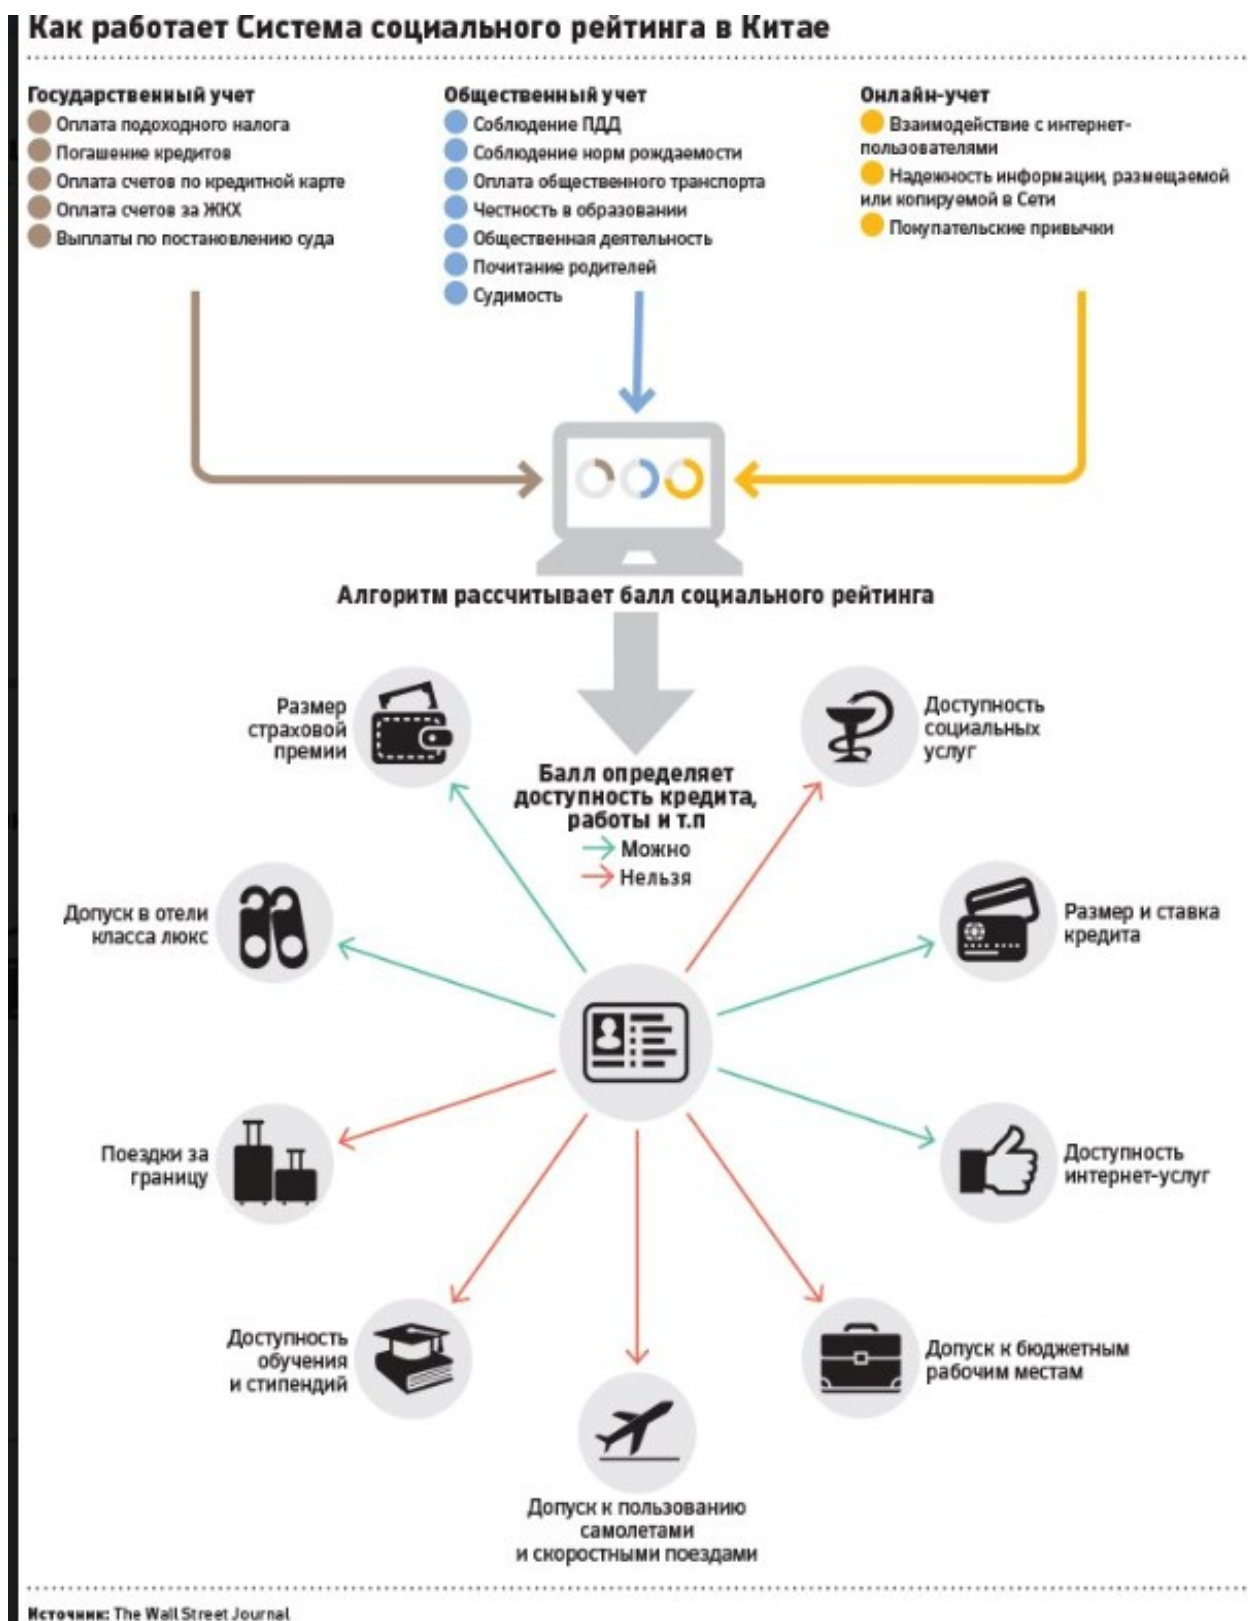 Как работает Система социального рейтинга в Китае
Государственный учет
Оплата подоходного налога
Погашение кредитов
Оплата счетов по кредитной карте
Оплата счетов за ЖКХ
Выплаты по постановлению суда
Общественный учет
Соблюдение ПДД
Соблюдение норм рождаемости
Оплата общественного транспорта
Честность в образовании
Общественная деятельность
Почитание родителей
Судимость
Онлайн-учет
Взаимодействие с интернет-
пользователями
Надежность информации, размещаемой
или копируемой в Сети
Покупательские привычки
Алгоритм рассчитывает балл социального рейтинга
Размер
страховой
премии
Доступность
социальных
услуг
Балл определяет
доступность кредита,
работы и т.п
Можно
Нельзя
Допуск в отели
класса люкс
Размер и ставка
кредита
Поездки за
границу
Доступность
интернет-услуг
Доступность
обучения
и стипендий
Допуск к бюджетным
рабочим местам
Допуск к пользованию
самолетами
и скоростными поездами
Источник: The Wall Street Journal